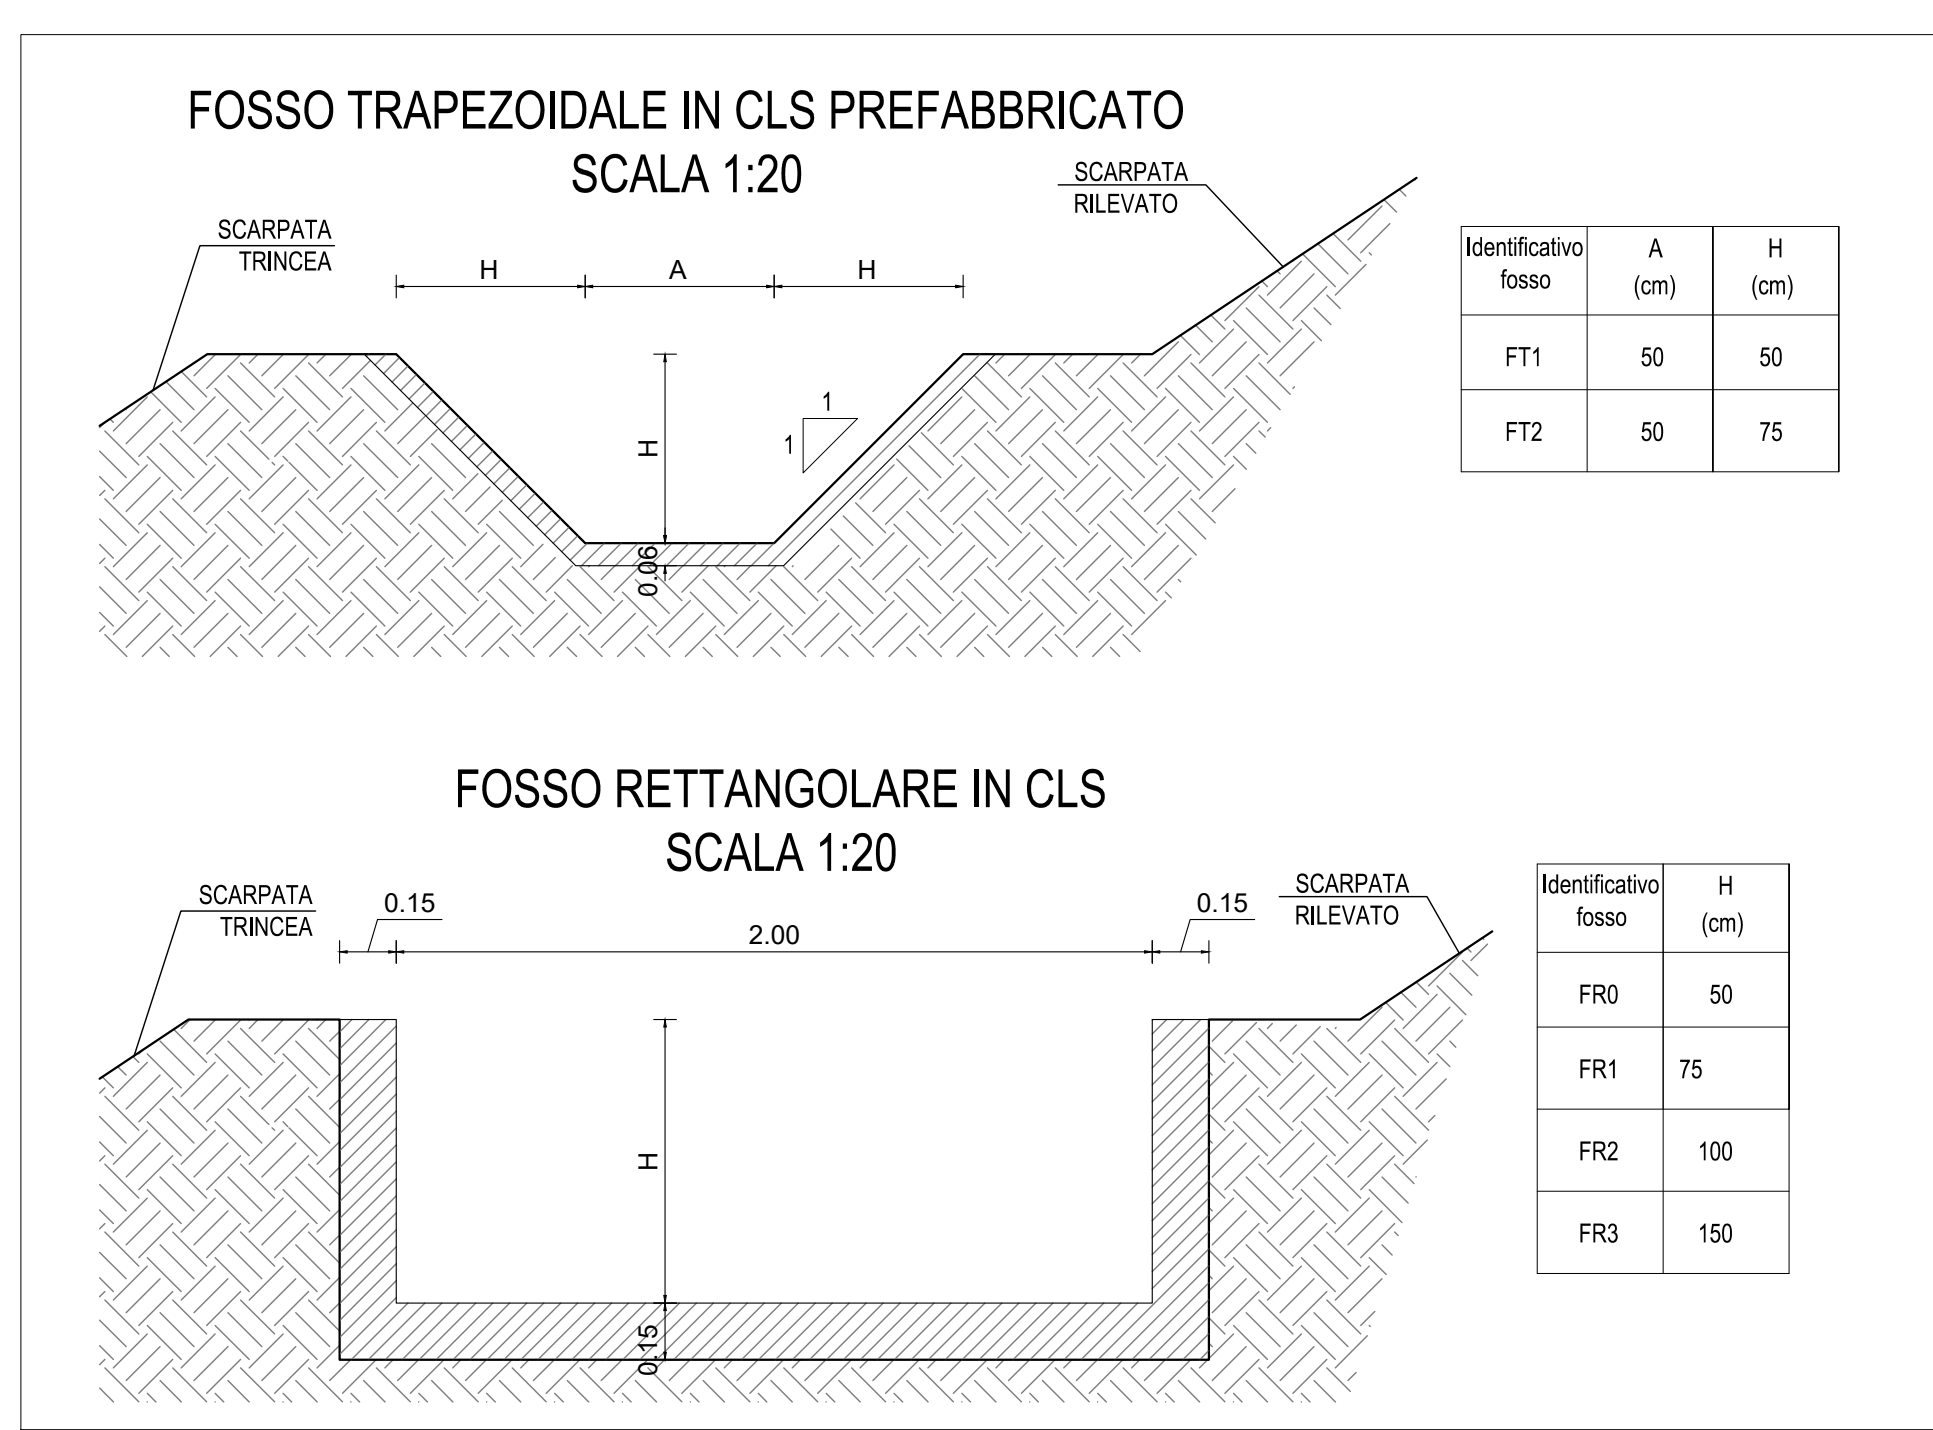 FOSSO TRAPEZOIDALE IN CLS PREFABBRICATO
SCALA 1:20
SCARPATA
TRINCEA
SCARPATA
RILEVATO
H
A
H
H
1
1
0.06
Identificativo fosso
A (cm)
H (cm)
FT1 50 50
FT2 50 75
FOSSO RETTANGOLARE IN CLS
SCALA 1:20
SCARPATA
TRINCEA
0.15
2.00
0.15
SCARPATA
RILEVATO
H
0.15
Identificativo fosso
H (cm)
FR0 50
FR1 75
FR2 100
FR3 150